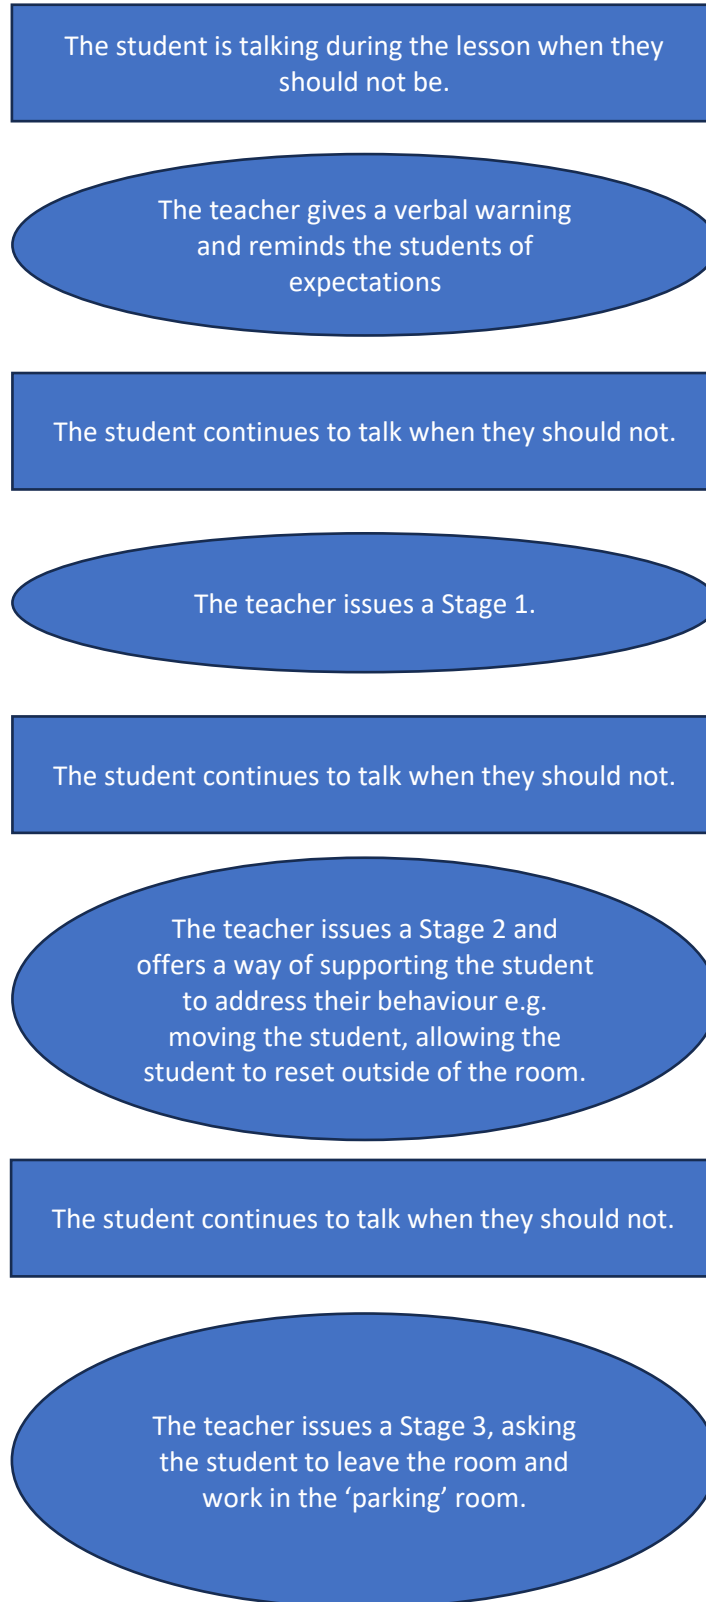 The student is talking during the lesson when they
should not be.
The teacher gives a verbal warning
and reminds the students of
expectations
The student continues to talk when they should not.
The teacher issues a Stage 1.
The student continues to talk when they should not.
The teacher issues a Stage 2 and
offers a way of supporting the student
to address their behaviour e.g.
moving the student, allowing the
student to reset outside of the room.
The student continues to talk when they should not.
The teacher issues a Stage 3, asking
the student to leave the room and
work in the ‘parking’ room.